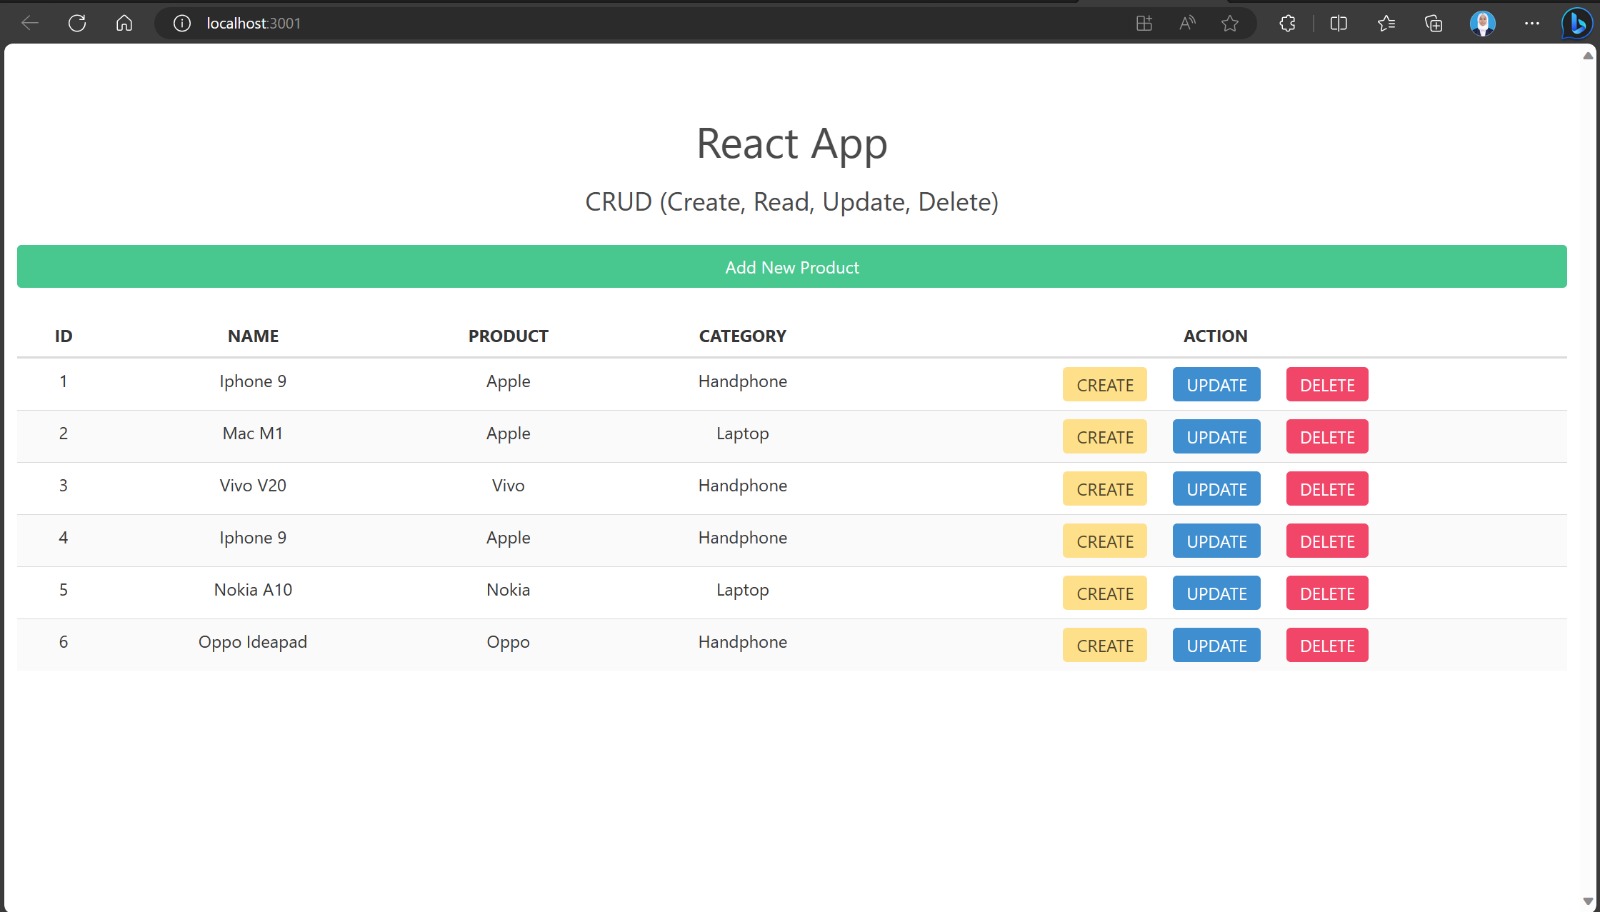 localhost:3001
React App
CRUD (Create, Read, Update, Delete)
Add New Product
ID NAME PRODUCT CATEGORY ACTION
1 Iphone 9 Apple Handphone CREATE UPDATE DELETE
2 Mac M1 Apple Laptop CREATE UPDATE DELETE
3 Vivo V20 Vivo Handphone CREATE UPDATE DELETE
4 Iphone 9 Apple Handphone CREATE UPDATE DELETE
5 Nokia A10 Nokia Laptop CREATE UPDATE DELETE
6 Oppo Ideapad Oppo Handphone CREATE UPDATE DELETE